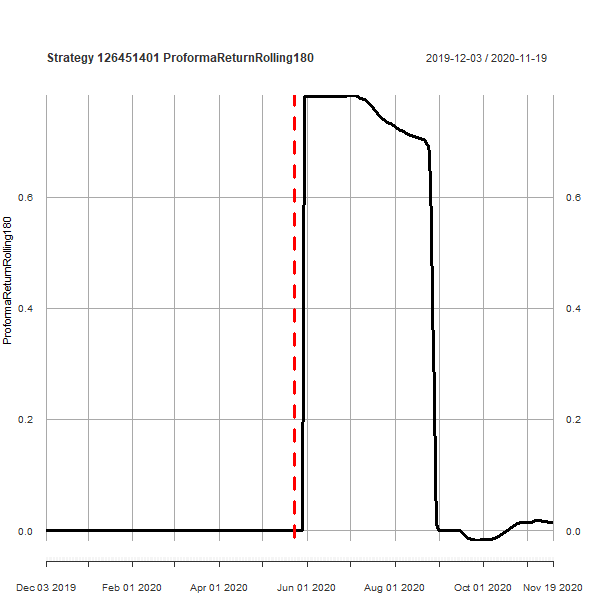 Strategy 126451401 ProformaReturnRolling180
2019-12-03 / 2020-11-19
ProformaReturnRolling180
0.6
0.4
0.2
0.0
0.6
0.4
0.2
0.0
Dec 03 2019
Feb 01 2020
Apr 01 2020
Jun 01 2020
Aug 01 2020
Oct 01 2020
Nov 19 2020